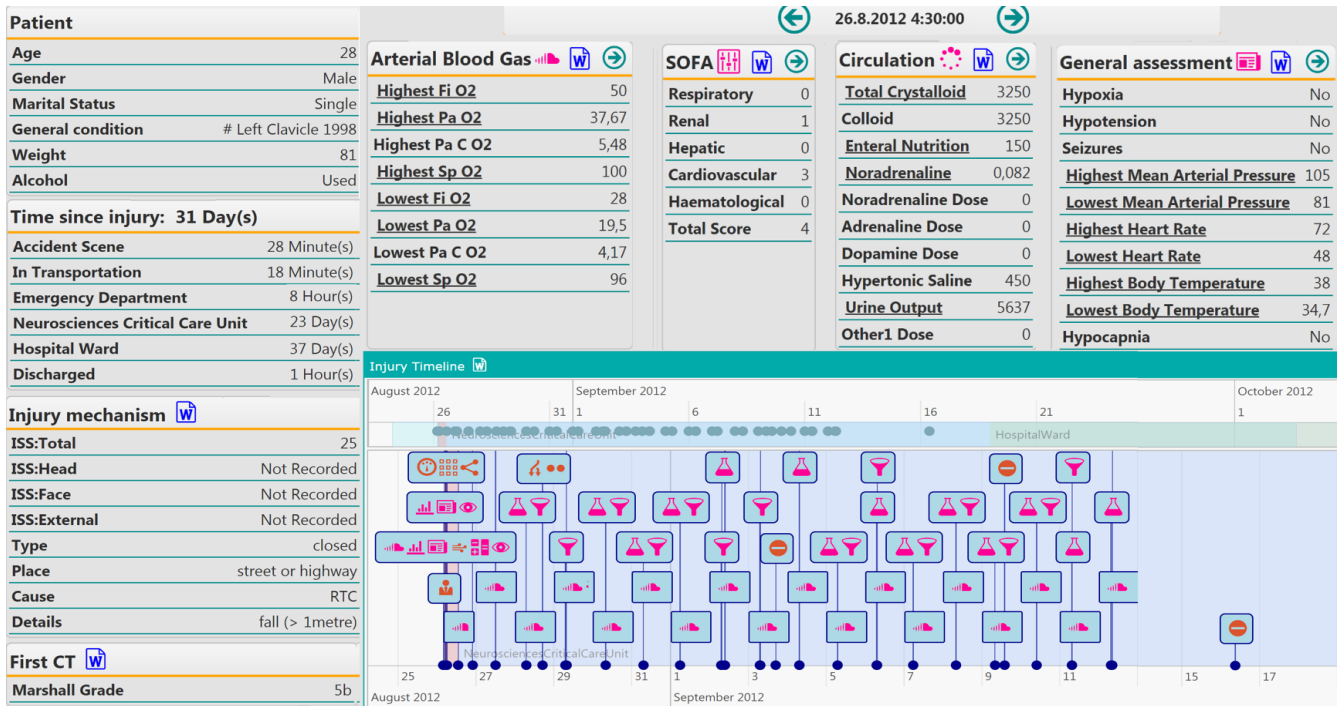 Patient
Age 28
Gender Male
Marital Status Single
General condition # Left Clavicle 1998
Weight 81
Alcohol Used
Time since injury: 31 Day(s)
Accident Scene 28 Minute(s)
In Transportation 18 Minute(s)
Emergency Department 8 Hour(s)
Neurosciences Critical Care Unit 23 Day(s)
Hospital Ward 37 Day(s)
Discharged 1 Hour(s)
Injury mechanism W
ISS:Total 25
ISS:Head Not Recorded
ISS:Face Not Recorded
ISS:External Not Recorded
Type closed
Place street or highway
Cause RTC
Details fall (> 1metre)
First CT W
Marshall Grade 5b
26.8.2012 4:30:00
Arterial Blood Gas W
Highest Fi O2 50
Highest Pa O2 37,67
Highest Pa C O2 5,48
Highest Sp O2 100
Lowest Fi O2 28
Lowest Pa O2 19,5
Lowest Pa C O2 4,17
Lowest Sp O2 96
SOFA W
Respiratory 0
Renal 1
Hepatic 0
Cardiovascular 3
Haematological 0
Total Score 4
Circulation W
Total Crystalloid 3250
Colloid 3250
Enteral Nutrition 150
Noradrenaline 0,082
Noradrenaline Dose 0
Adrenaline Dose 0
Dopamine Dose 0
Hypertonic Saline 450
Urine Output 5637
Other1 Dose 0
General assessment W
Hypoxia No
Hypotension No
Seizures No
Highest Mean Arterial Pressure 105
Lowest Mean Arterial Pressure 81
Highest Heart Rate 72
Lowest Heart Rate 48
Highest Body Temperature 38
Lowest Body Temperature 34,7
Hypocapnia No
Injury Timeline W
August 2012 September 2012 October 2012
26 31 1 6 11 16 21 1
NeurosciencesCriticalCareUnit HospitalWard
NeurosciencesCriticalCareUnit
25 27 29 31 1 3 5 7 9 11 15 17
August 2012 September 2012